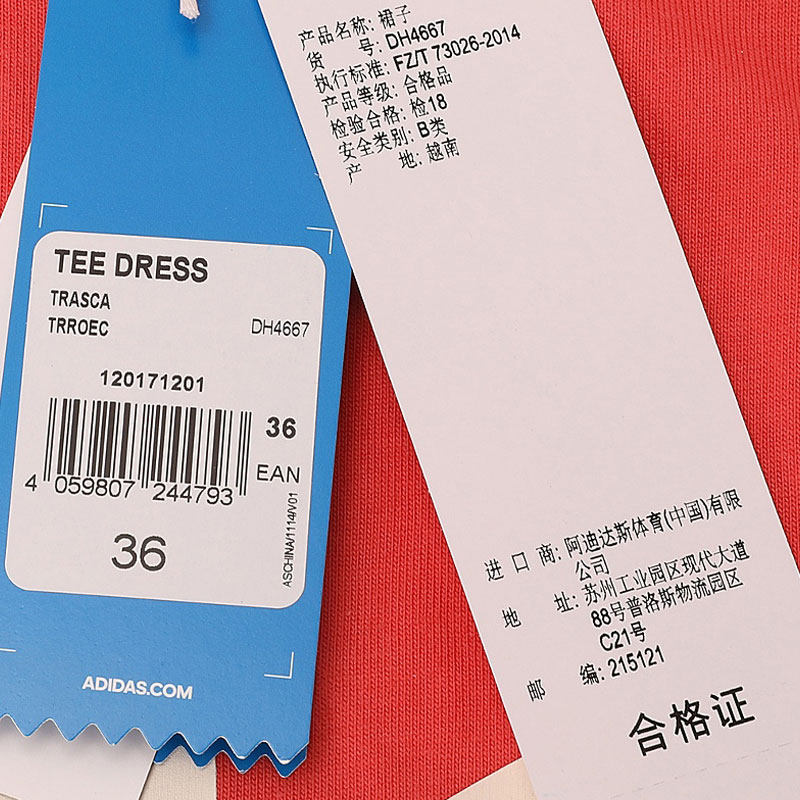 TEE DRESS
TRASCA
TRROEC DH4667
120171201
36
EAN
4 059807 244793
36
ASCHINA/1114/V01
ADIDAS.COM
产品名称: 裙子
货 号: DH4667
执行标准: FZ/T 73026-2014
产品等级: 合格品
检验合格: 检18
安全类别: B类
产 地: 越南
进 口 商: 阿迪达斯体育(中国)有限
公司
地 址: 苏州工业园区现代大道
88号普洛斯物流园区
C21号
邮 编: 215121
合格证